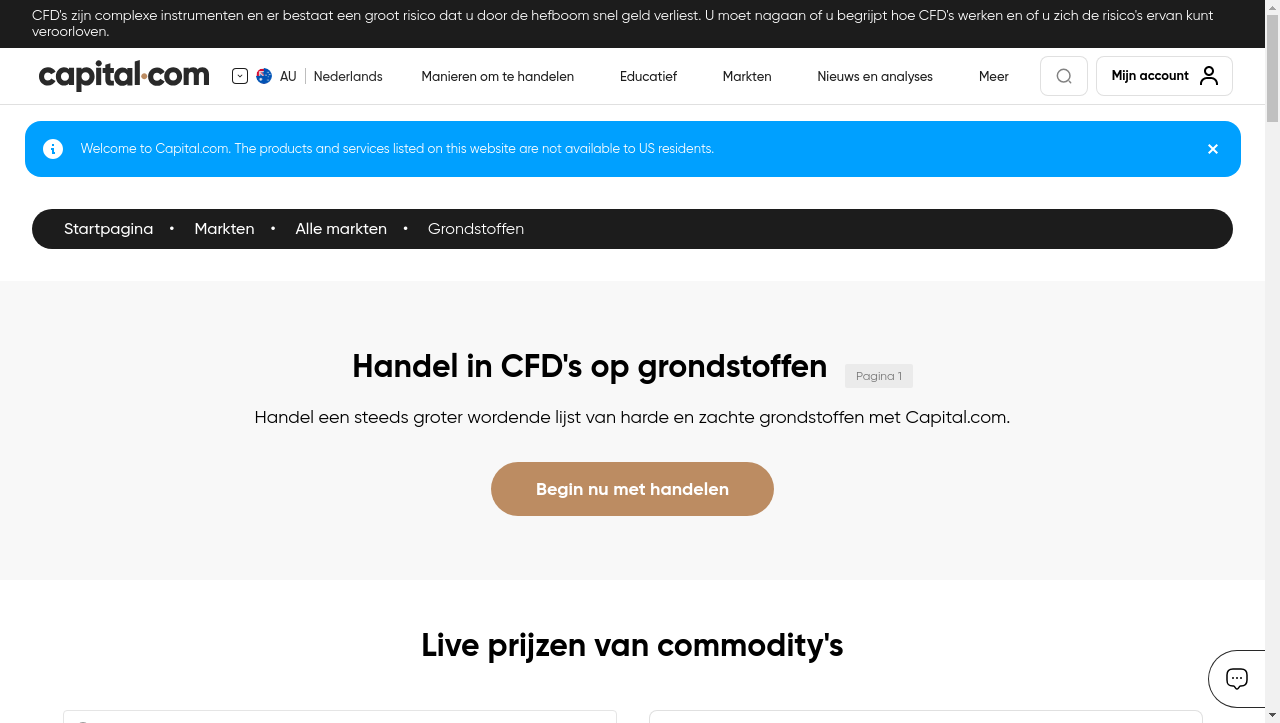 CFD's zijn complexe instrumenten en er bestaat een groot risico dat u door de hefboom snel geld verliest. U moet nagaan of u begrijpt hoe CFD's werken en of u zich de risico's ervan kunt
veroorloven.
capital.com
AU Nederlands
Manieren om te handelen
Educatief
Markten
Nieuws en analyses
Meer
Mijn account
Welcome to Capital.com. The products and services listed on this website are not available to US residents.
Startpagina • Markten • Alle markten • Grondstoffen
Handel in CFD's op grondstoffen Pagina 1
Handel een steeds groter wordende lijst van harde en zachte grondstoffen met Capital.com.
Begin nu met handelen
Live prijzen van commodity's